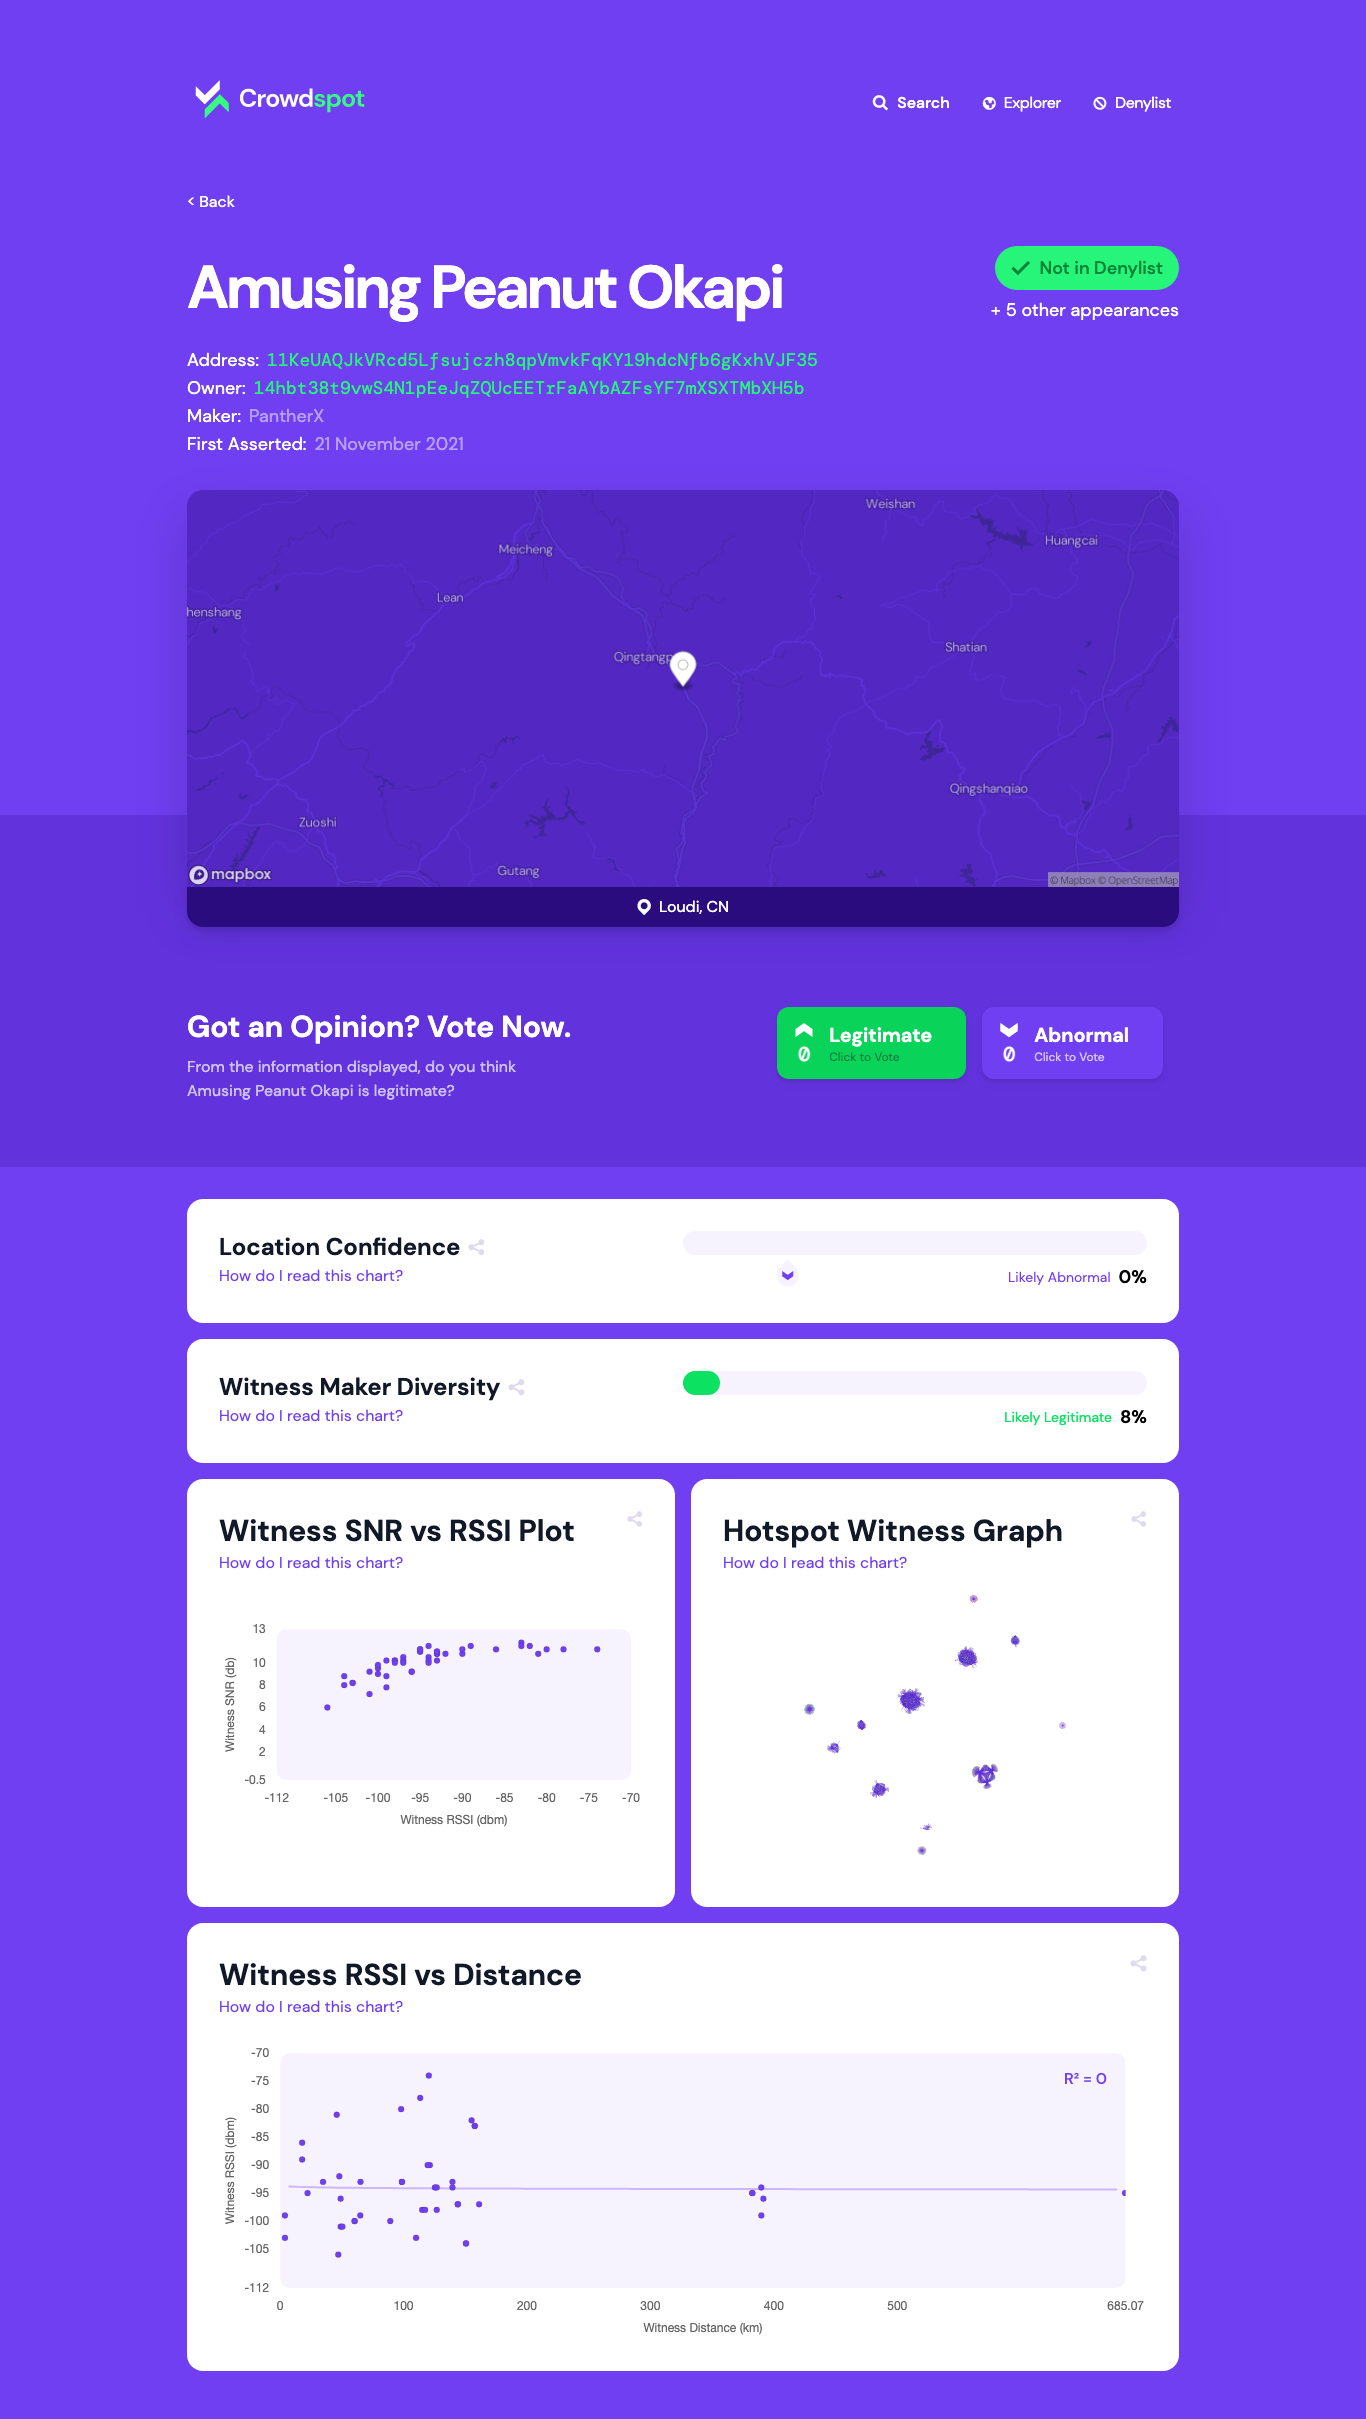 Crowdspot
Search
Explorer
Denylist
< Back
Amusing Peanut Okapi
Not in Denylist
+ 5 other appearances
Address: 11KeUAQJkVRcd5Lfsujczh8qpVmvkFqKY19hdcNfb6gKxhVJF35
Owner: 14hbt38t9vwS4N1pEeJqZQUcEETrFaAYbAZFsYF7mXSXTMbXH5b
Maker: PantherX
First Asserted: 21 November 2021
Weishan
Huangcai
Meicheng
Lean
henshang
Qingtangp
Shatian
Qingshanqiao
Zuoshi
Gutang
mapbox
© Mapbox © OpenStreetMap
Loudi, CN
Got an Opinion? Vote Now.
From the information displayed, do you think
Amusing Peanut Okapi is legitimate?
0
Legitimate
Click to Vote
0
Abnormal
Click to Vote
Location Confidence
How do I read this chart?
Likely Abnormal 0%
Witness Maker Diversity
How do I read this chart?
Likely Legitimate 8%
Witness SNR vs RSSI Plot
How do I read this chart?
Witness SNR (db)
13
10
8
6
4
2
-0.5
-112 -105 -100 -95 -90 -85 -80 -75 -70
Witness RSSI (dbm)
Hotspot Witness Graph
How do I read this chart?
Witness RSSI vs Distance
How do I read this chart?
Witness RSSI (dbm)
-70
-75
-80
-85
-90
-95
-100
-105
-112
R² = 0
0 100 200 300 400 500 685.07
Witness Distance (km)